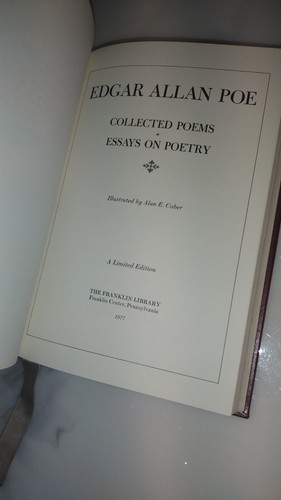 EDGAR ALLAN POE
COLLECTED POEMS
ESSAYS ON POETRY
Illustrated by Alan E. Cober
A Limited Edition
THE FRANKLIN LIBRARY
Franklin Center, Pennsylvania
1977